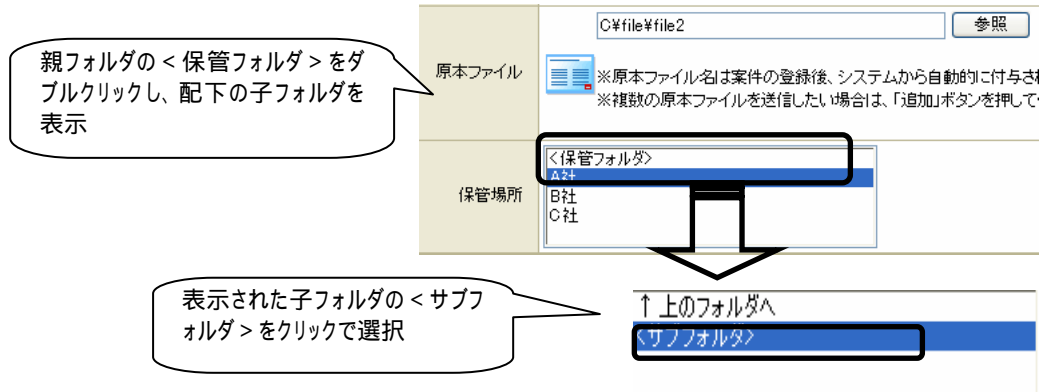 C¥file¥file2
参照
親フォルダの<保管フォルダ>をダ
ブルクリックし、配下の子フォルダを
表示
原本ファイル
※原本ファイル名は案件の登録後、システムから自動的に付与され
※複数の原本ファイルを送信したい場合は、「追加」ボタンを押して
<保管フォルダ>
A社
保管場所
B社
C社
表示された子フォルダの<サブフ
ォルダ>をクリックで選択
↑ 上のフォルダへ
<サブフォルダ>